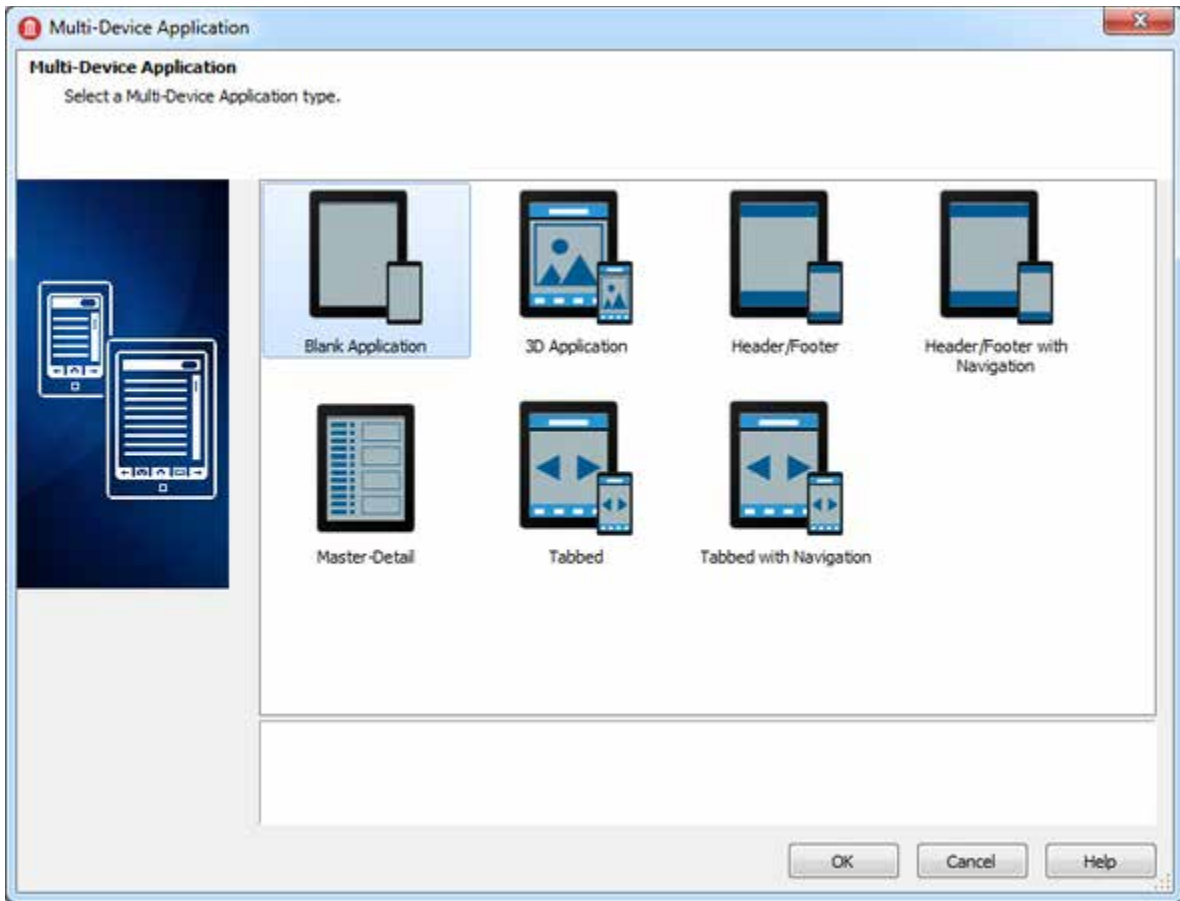 Multi-Device Application
Multi-Device Application
Select a Multi-Device Application type.
Blank Application
3D Application
Header/Footer
Header/Footer with
Navigation
Master-Detail
Tabbed
Tabbed with Navigation
OK
Cancel
Help